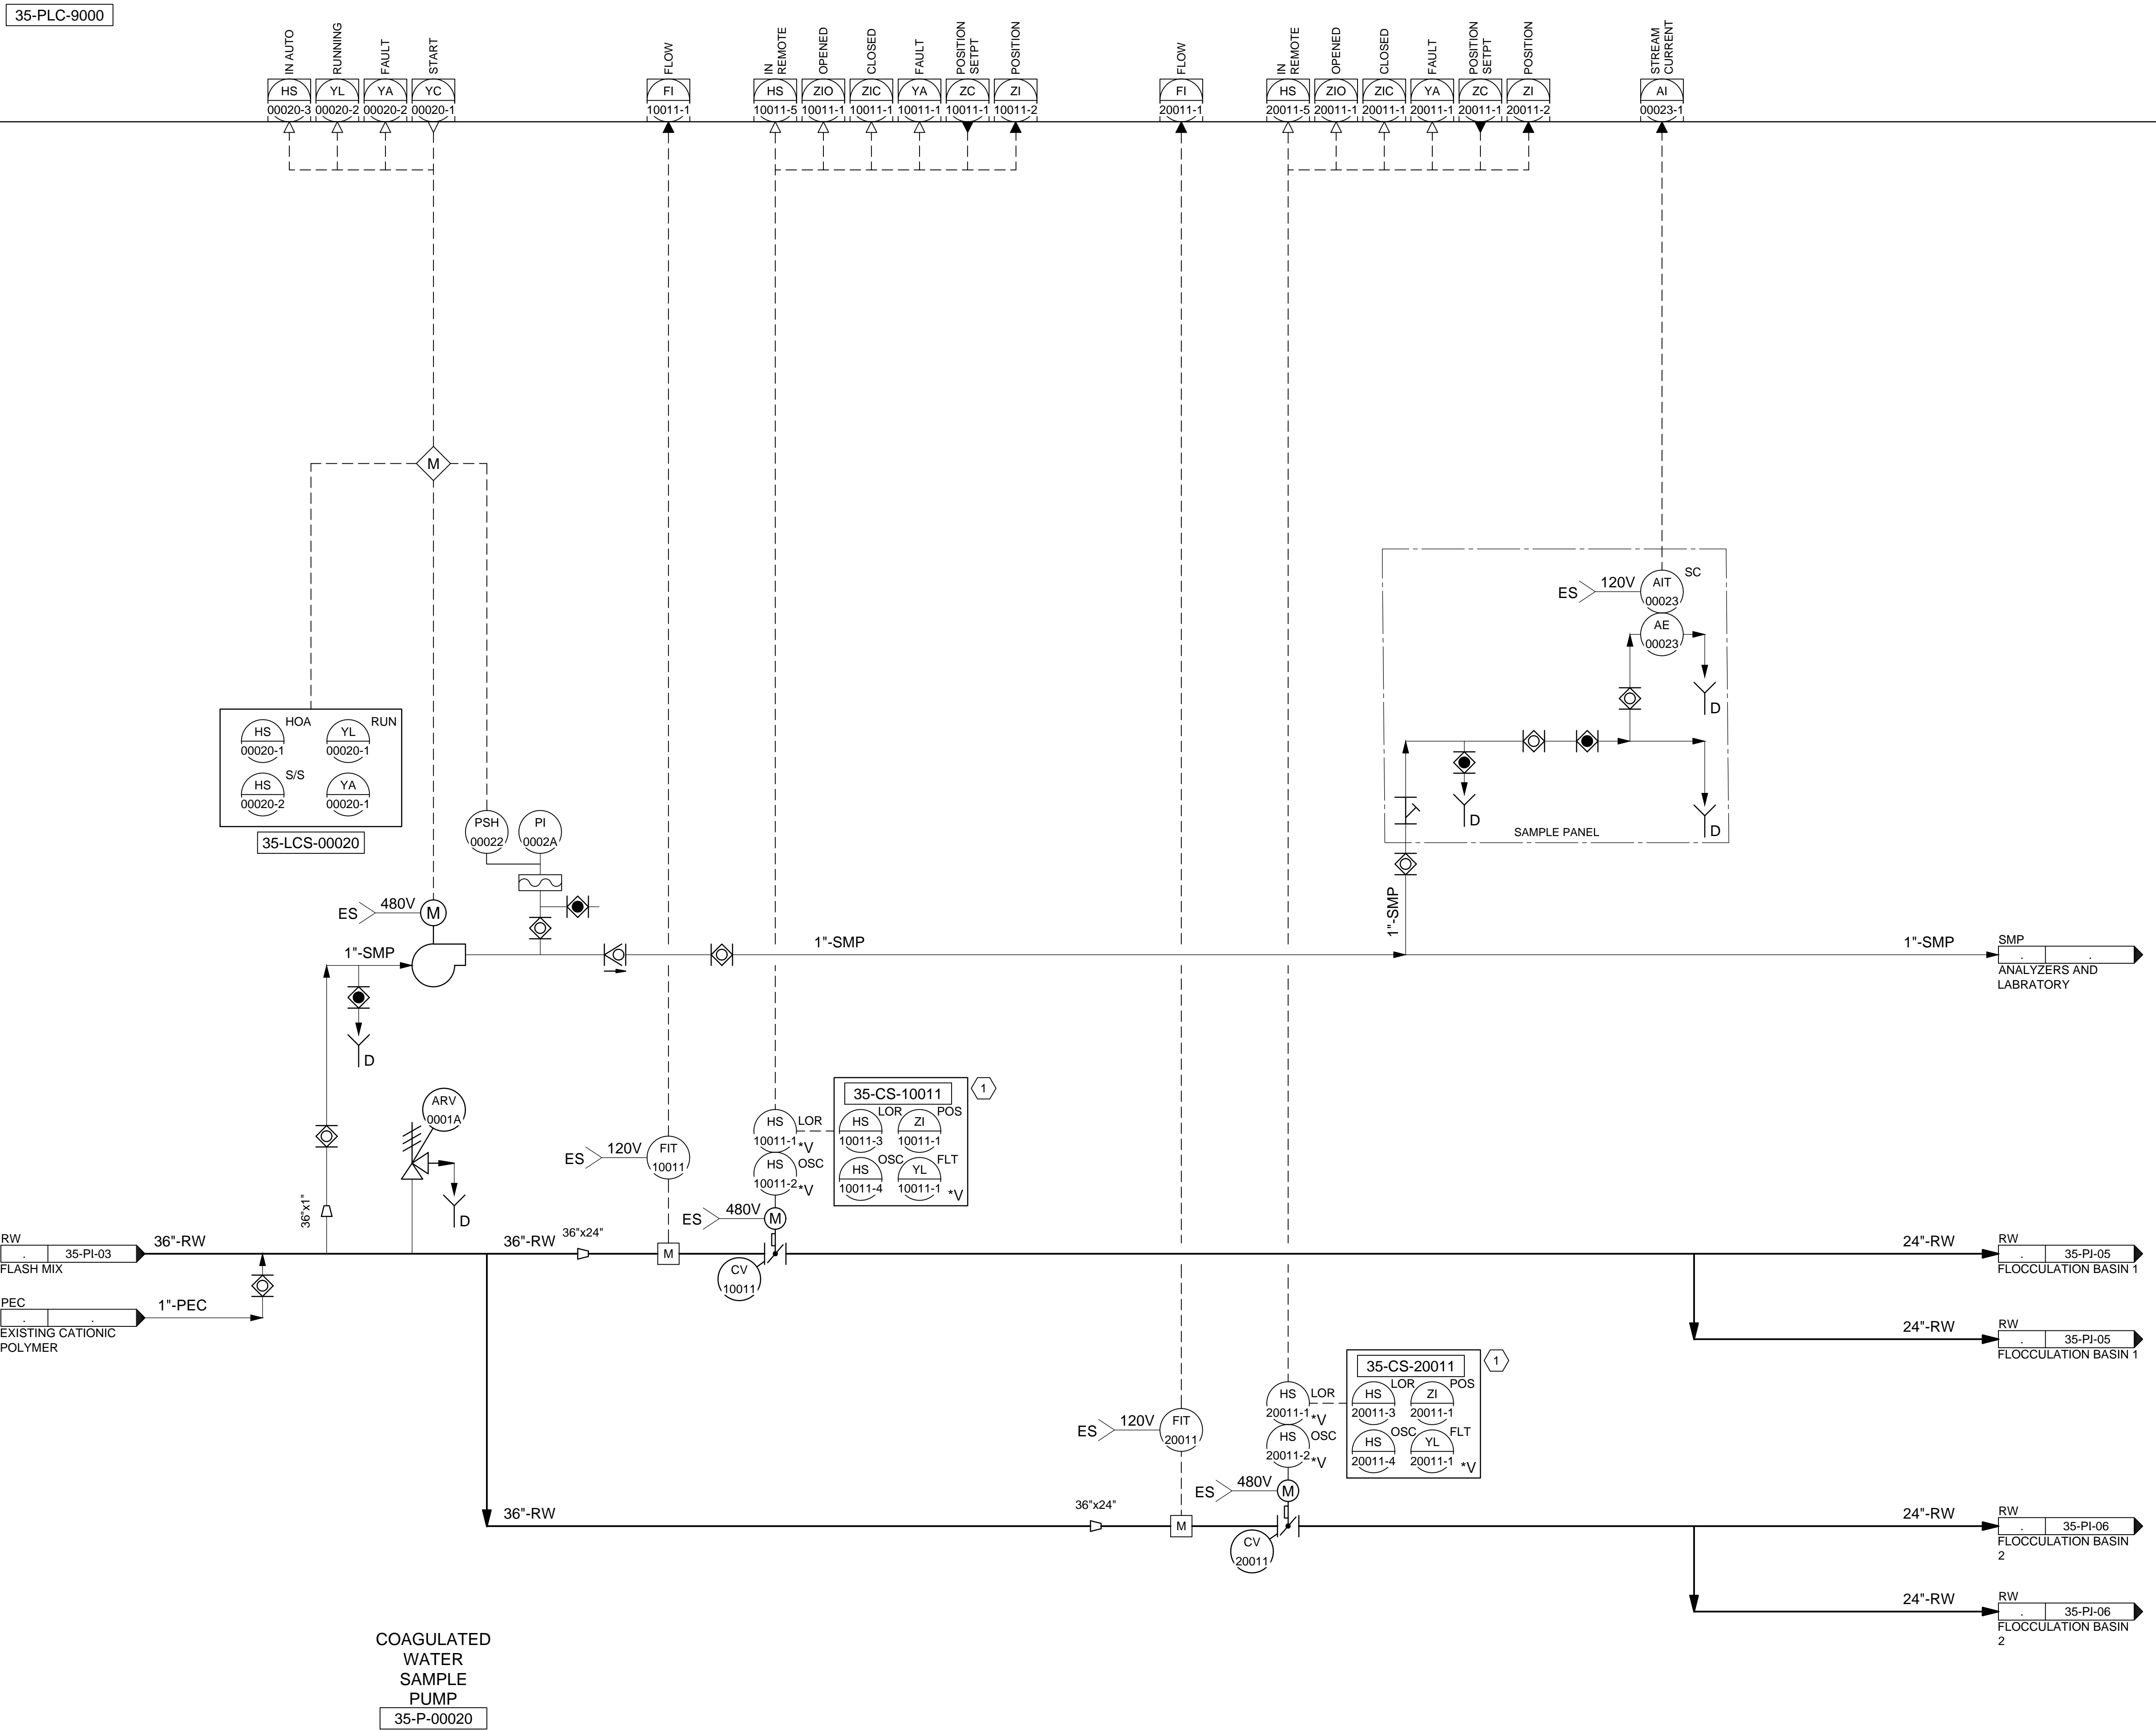 35-PLC-9000
IN AUTO
RUNNING
FAULT
START
FLOW
IN
REMOTE
OPENED
CLOSED
FAULT
POSITION
SETPT
POSITION
FLOW
IN
REMOTE
OPENED
CLOSED
FAULT
POSITION
SETPT
POSITION
STREAM
CURRENT
HS
00020-3
YL
00020-2
YA
00020-2
YC
00020-1
FI
10011-1
HS
10011-5
ZIO
10011-1
ZIC
10011-1
YA
10011-1
ZC
10011-1
ZI
10011-2
FI
20011-1
HS
20011-5
ZIO
20011-1
ZIC
20011-1
YA
20011-1
ZC
20011-1
ZI
20011-2
AI
00023-1
M
ES
120V
AIT
00023
SC
AE
00023
D
D
D
SAMPLE PANEL
HS
00020-1
HOA
YL
00020-1
RUN
HS
00020-2
S/S
YA
00020-1
35-LCS-00020
PSH
00022
PI
0002A
ES
480V
M
1"-SMP
1"-SMP
1"-SMP
1"-SMP
SMP
. .
ANALYZERS AND
LABRATORY
D
ARV
0001A
D
36"x1"
ES
120V
FIT
10011
HS
10011-1
LOR
*V
HS
10011-2
OSC
*V
35-CS-10011
1
HS
10011-3
LOR
ZI
10011-1
POS
HS
10011-4
OSC
YL
10011-1
FLT
*V
ES
480V
M
RW
. 35-PI-03
FLASH MIX
36"-RW
36"-RW
36"x24"
M
CV
10011
24"-RW
RW
. 35-PJ-05
FLOCCULATION BASIN 1
PEC
. .
EXISTING CATIONIC
POLYMER
1"-PEC
24"-RW
RW
. 35-PJ-05
FLOCCULATION BASIN 1
ES
120V
FIT
20011
HS
20011-1
LOR
*V
HS
20011-2
OSC
*V
35-CS-20011
1
HS
20011-3
LOR
ZI
20011-1
POS
HS
20011-4
OSC
YL
20011-1
FLT
*V
ES
480V
M
36"-RW
36"x24"
M
CV
20011
24"-RW
RW
. 35-PI-06
FLOCCULATION BASIN
2
24"-RW
RW
. 35-PJ-06
FLOCCULATION BASIN
2
COAGULATED
WATER
SAMPLE
PUMP
35-P-00020